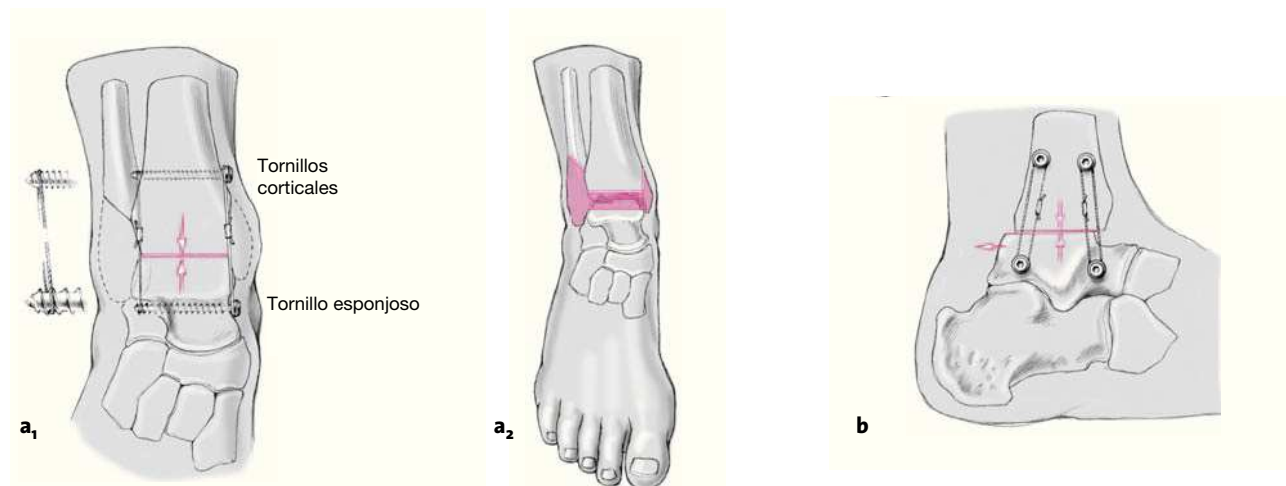 Tornillos
corticales
Tornillo esponjoso
a₁
a₂
b